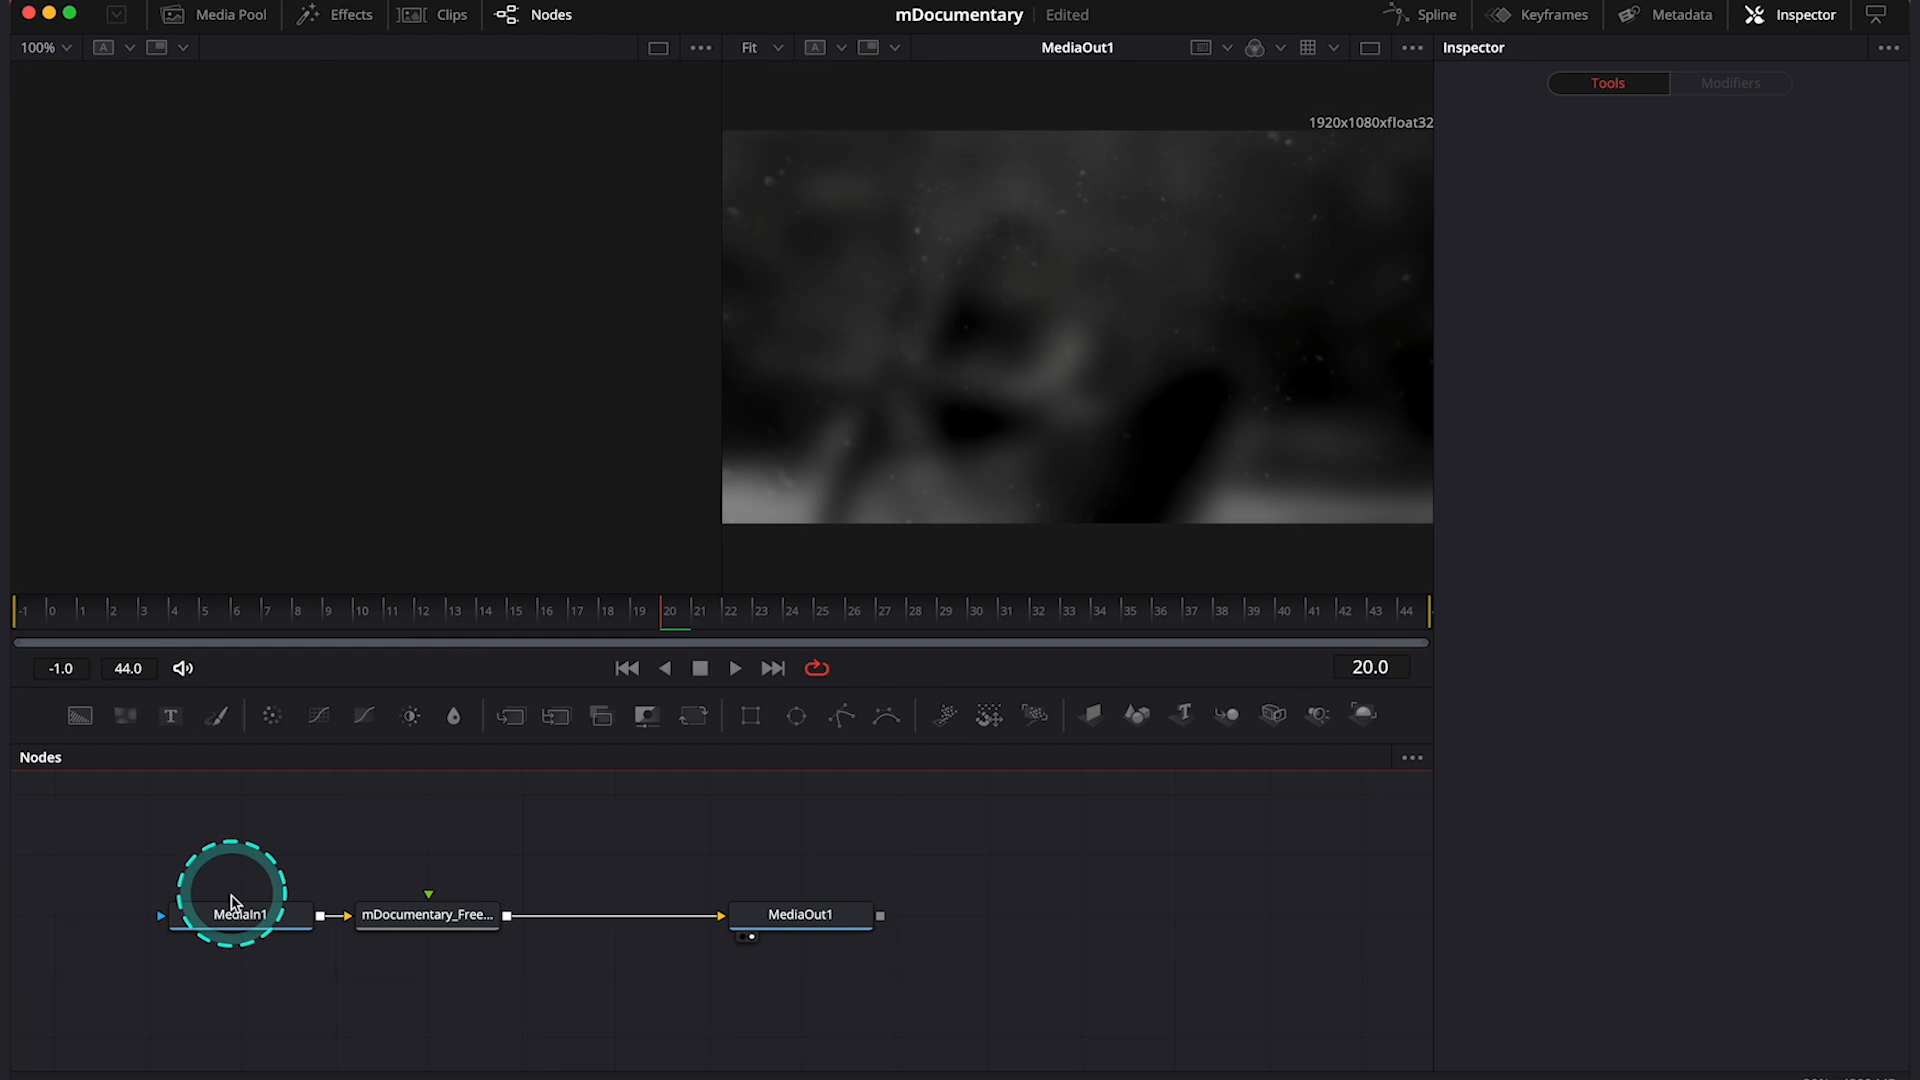 Media Pool Effects Clips Nodes mDocumentary Edited Spline Keyframes Metadata Inspector
100% A Fit A MediaOut1 Inspector
Tools Modifiers
1920x1080xfloat32
-1 0 1 2 3 4 5 6 7 8 9 10 11 12 13 14 15 16 17 18 19 20 21 22 23 24 25 26 27 28 29 30 31 32 33 34 35 36 37 38 39 40 41 42 43 44
-1.0 44.0 20.0
T T
Nodes
MediaIn1 mDocumentary_Free... MediaOut1